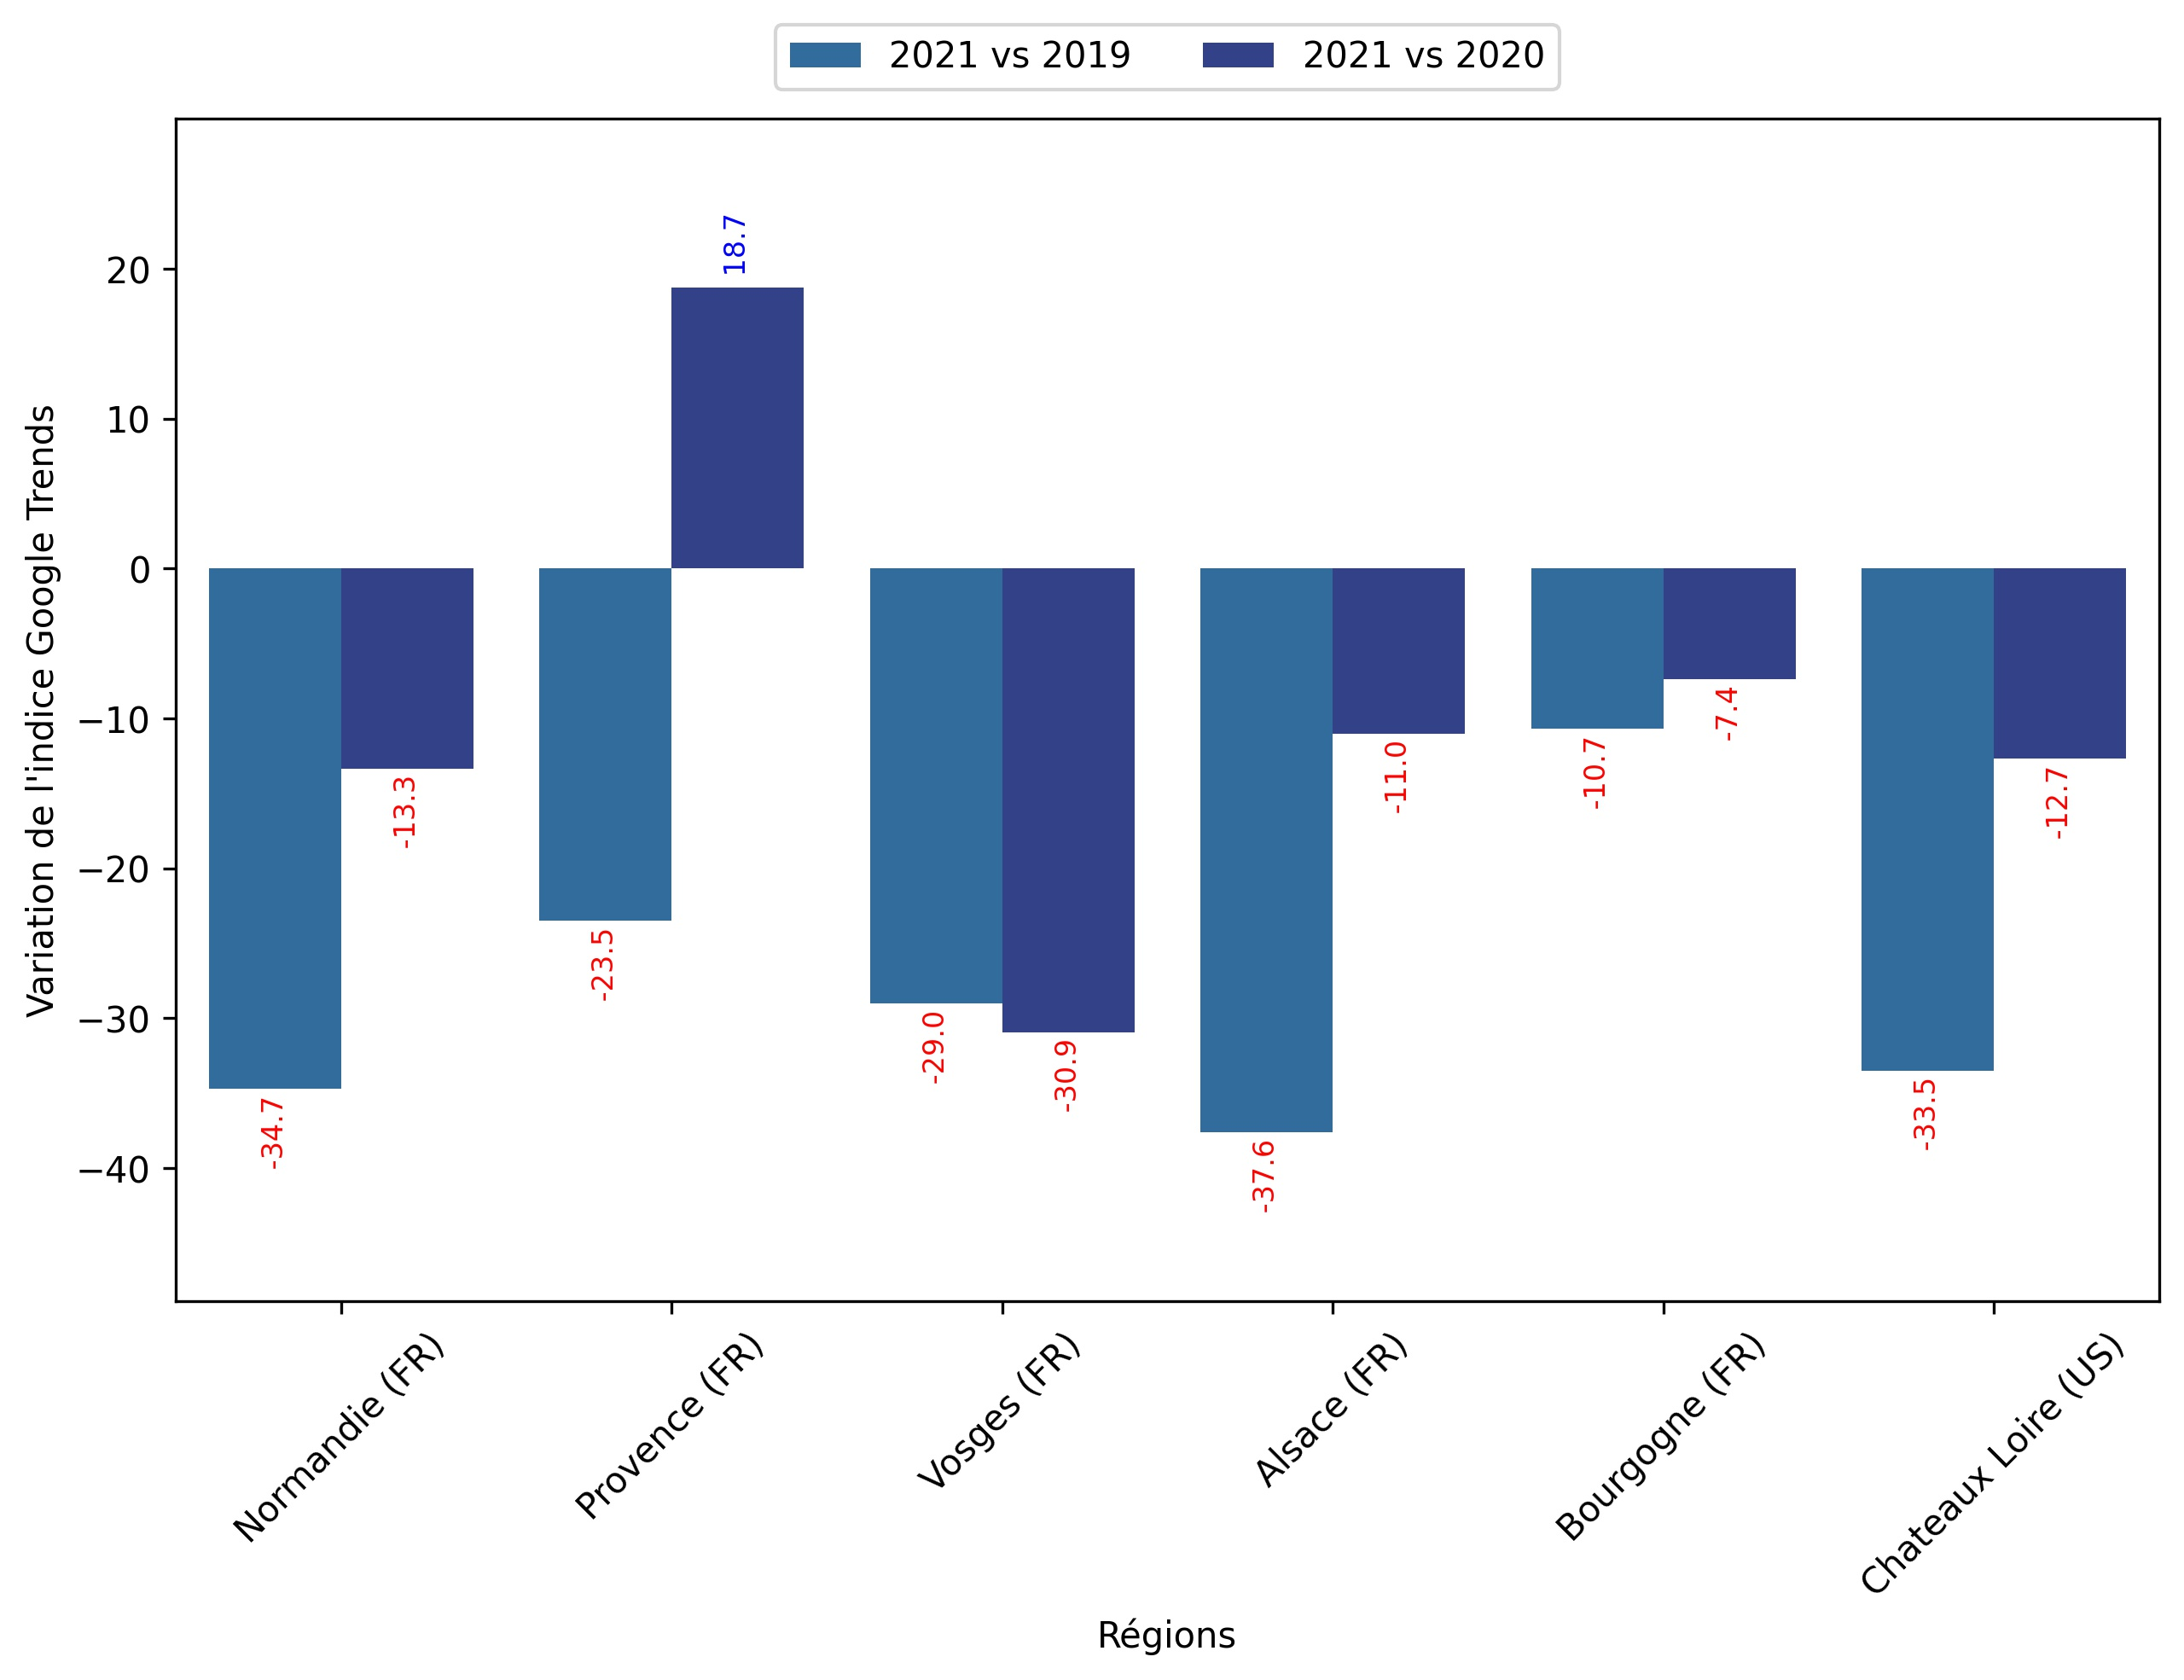 2021 vs 2019
2021 vs 2020
Variation de l'indice Google Trends
20
10
0
−10
−20
−30
−40
-34.7
-13.3
-23.5
18.7
-29.0
-30.9
-37.6
-11.0
-10.7
-7.4
-33.5
-12.7
Normandie (FR)
Provence (FR)
Vosges (FR)
Alsace (FR)
Bourgogne (FR)
Chateaux Loire (US)
Régions